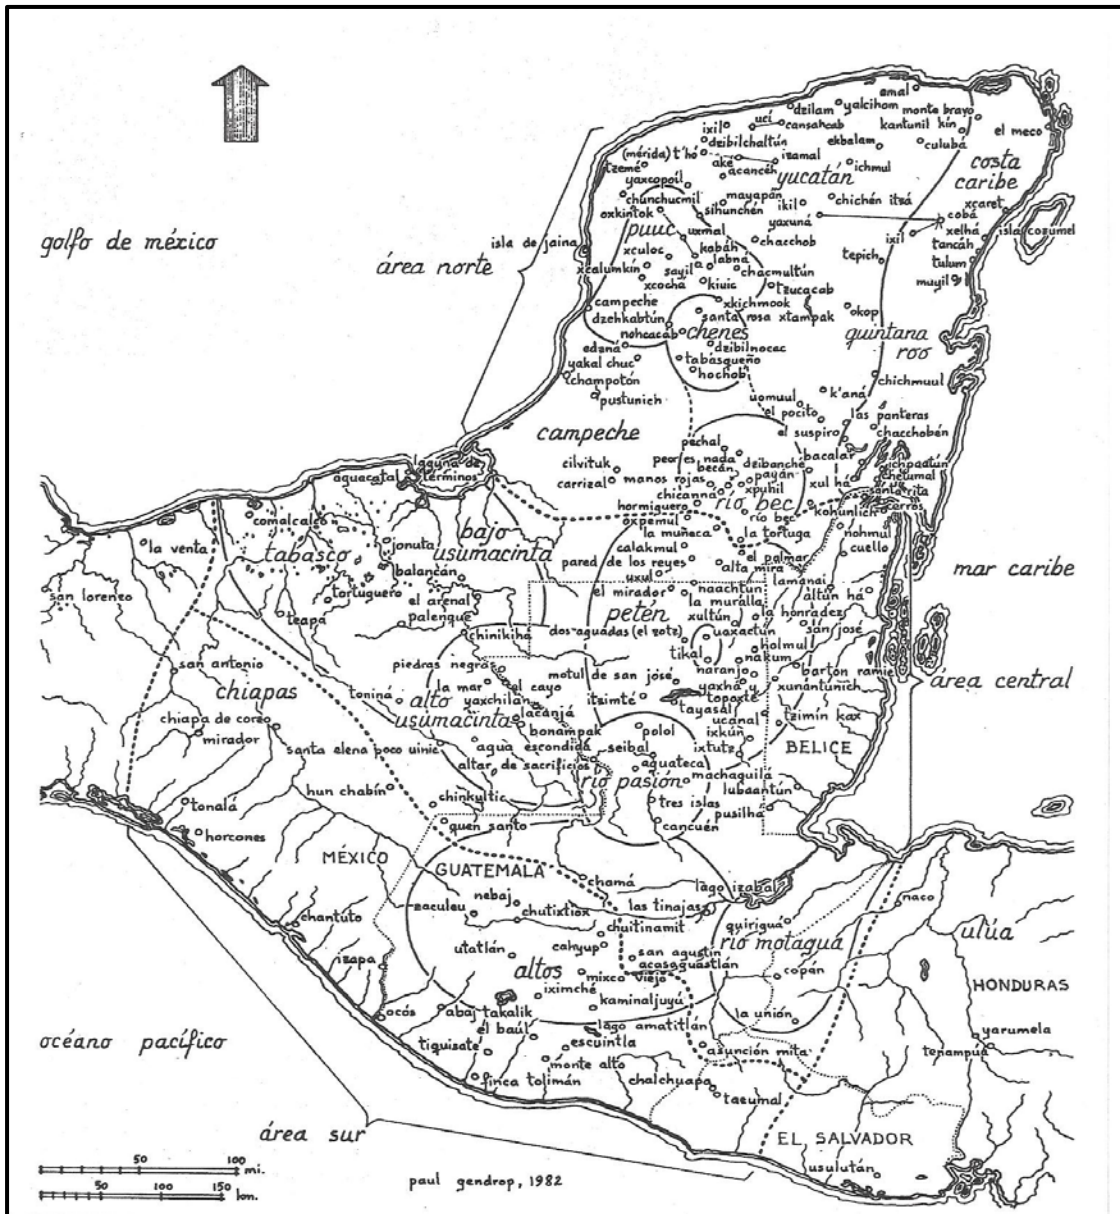 emal
dzilam
yalcihom
monte bravo
uci
cansahcab
kantunil kín
ixil
el meco
dzibilchaltún
ekbalam
culubá
(mérida) t'hó
aké
izamal
costa
caribe
tzemé
acancéh
ichmul
yucatán
yaxcopoíl
chunchucmil
mayapán
ikil
chichén itzá
xcaret
oxkintok
sihunchén
yaxuná
cobá
golfo de méxico
isla de jaina
puuc
uxmal
xelhá
isla cozumel
kabáh
chacchob
ixil
tancáh
área norte
xculoc
labná
tepich
tulum
xcalumkín
sayil
chacmultún
muyil
xcochá
kiuic
tzucacab
campeche
xkichmook
dzehkabtún
santa rosa xtampak
okop
nohcacab
chenes
quintana
roo
edzná
dzibilnocac
yakal chuc
tabasqueño
champotón
hochob
chichmuul
pustunich
uomuul
k'aná
el pocito
las panteras
campeche
el suspiro
chacchobén
pechal
bacalar
laguna de
términos
peor es nada
cilvituk
becán
dzibanché
ichpaatún
aguacatal
payán
chetumal
carrizal
manos rojas
xpuhil
xul há
santa rita
chicanná
río bec
cerros
hormiguero
río bec
kohunlich
comalcalco
oxpemul
bajo
usumacinta
la muñeca
la tortuga
nohmul
la venta
tabasco
jonuta
calakmul
cuello
el palmar
balancán
pared de los reyes
alta mira
mar caribe
uxul
lamanai
san lorenzo
tortuguero
el arenal
el mirador
naachtún
altún há
petén
la muralla
la honradez
teapa
palenque
xultún
san josé
chinikihá
dos aguadas (el zotz)
uaxactún
holmul
tikal
nakum
san antonio
piedras negras
motul de san jóse
naranjo
barton ramie
área central
chiapas
la mar
el cayo
yaxhá y
topoxté
xunantunich
toniná
yaxchilán
itzimté
alto
usumacinta
lacanjá
tayasal
chiapa de corzo
ucanal
tzimín kax
bonampak
polol
ixkún
mirador
santa elena poco uinic
agua escondida
seibal
ixtutz
BELICE
altar de sacrificios
aguateca
río pasión
machaquilá
hun chabín
lubaantún
tonalá
chinkultic
tres islas
pusilhá
quen santo
cancuén
horcones
MÉXICO
GUATEMALA
chamá
lago izabal
nebaj
zaculeu
naco
chantuto
chutixtiox
las tinajas
chuitinamit
quiriguá
ulúa
río motagua
utatlán
cahyup
san agustín
acasaguastlán
izapa
altos
mixco viejo
copán
iximché
HONDURAS
kaminaljuyú
ocós
abaj takalik
la unión
el baúl
lago amatitlán
yarumela
océano pacífico
tiquisate
escuintla
asunción mita
tenampua
monte alto
finca tolimán
chalchuapa
tazumal
área sur
EL SALVADOR
50
100
mi.
usulután
50
100
150
km.
paul gendrop, 1982